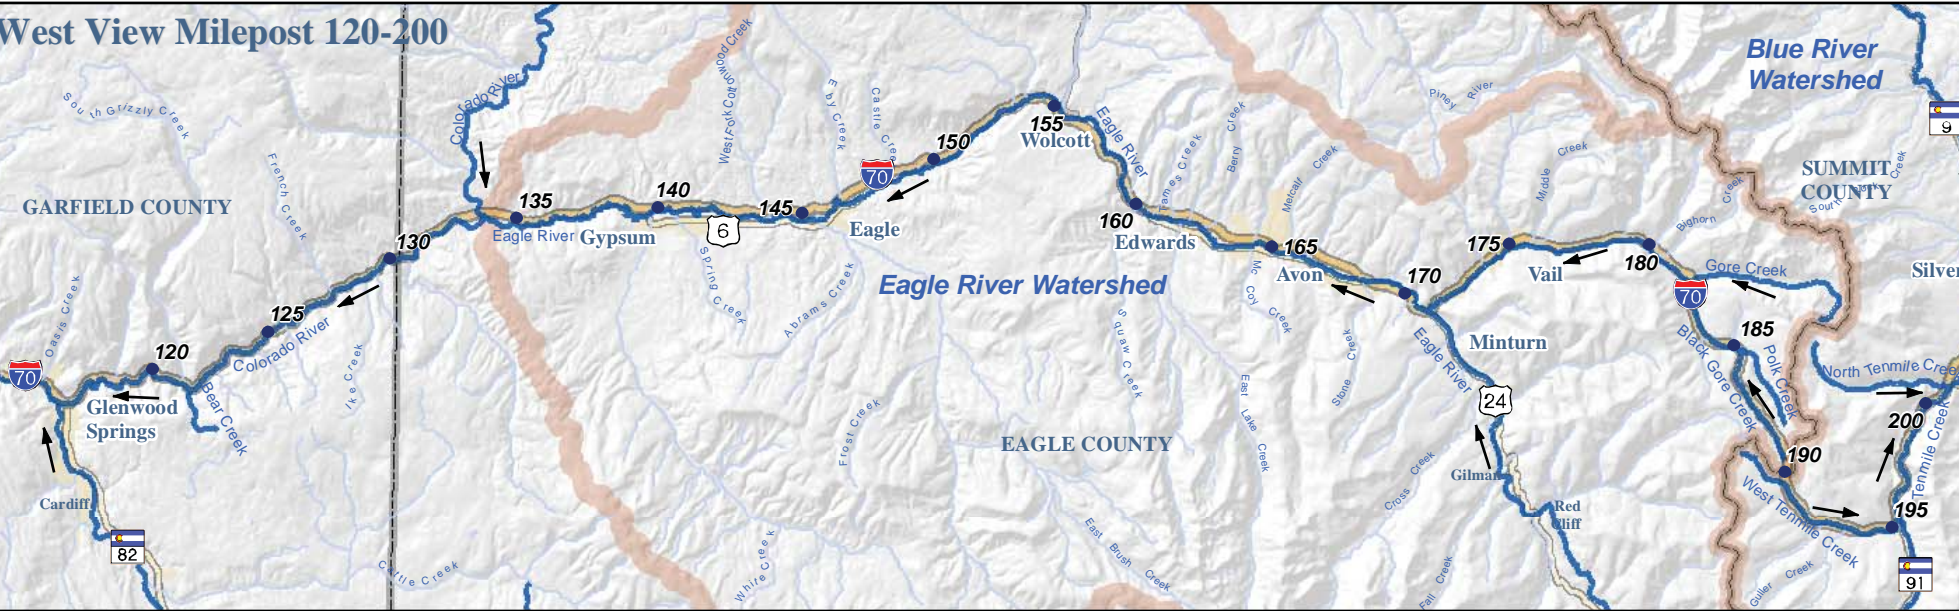 West View Milepost 120-200
Blue River
Watershed
9
Colorado River
West Fork Cottonwood Creek
Eby Creek
Castle Creek
Piney River
South Grizzly Creek
French Creek
GARFIELD COUNTY
SUMMIT
COUNTY
155
Wolcott
Eagle River
150
70
James Creek
Berry Creek
Metcalf Creek
Middle Creek
Bighorn Creek
135
140
145
6
Eagle River
Gypsum
Eagle
160
Edwards
165
Avon
170
175
Vail
180
Gore Creek
70
Silver
130
125
120
Colorado River
Oasis Creek
Ike Creek
70
Glenwood
Springs
Bear Creek
Spring Creek
Abrams Creek
Eagle River Watershed
Mc Coy Creek
Squaw Creek
East Lake Creek
Stone Creek
Eagle River
Minturn
24
185
Black Gore Creek
Polk Creek
North Tenmile Cree
200
Tenmile Creek
Frost Creek
EAGLE COUNTY
Cross Creek
Gilman
190
West Tenmile Creek
195
Cardiff
82
Red
Cliff
Cattle Creek
White Creek
East Brush Creek
Fall Creek
Guller Creek
91